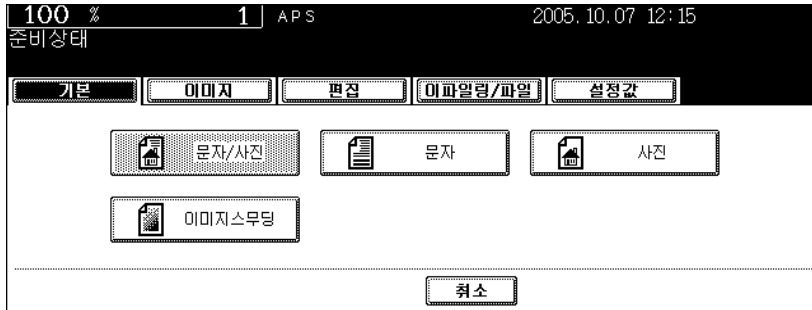 100 % 1 APS 2005.10.07 12:15
준비상태
기본 이미지 편집 이파일링/파일 설정값
문자/사진 문자 사진
이미지스무딩
취소